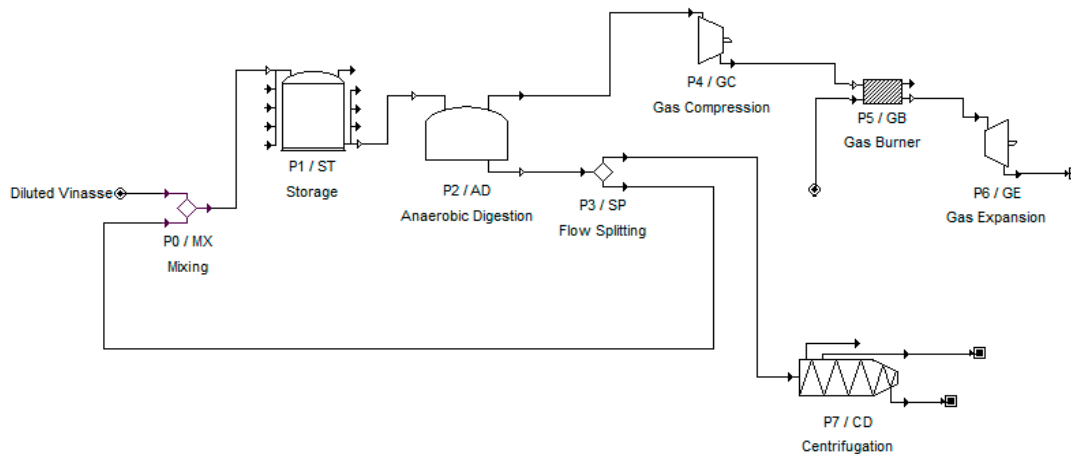 P4 / GC
Gas Compression
P5 / GB
Gas Burner
P1 / ST
Storage
P2 / AD
Anaerobic Digestion
P3 / SP
Flow Splitting
P6 / GE
Gas Expansion
Diluted Vinasse
P0 / MX
Mixing
P7 / CD
Centrifugation